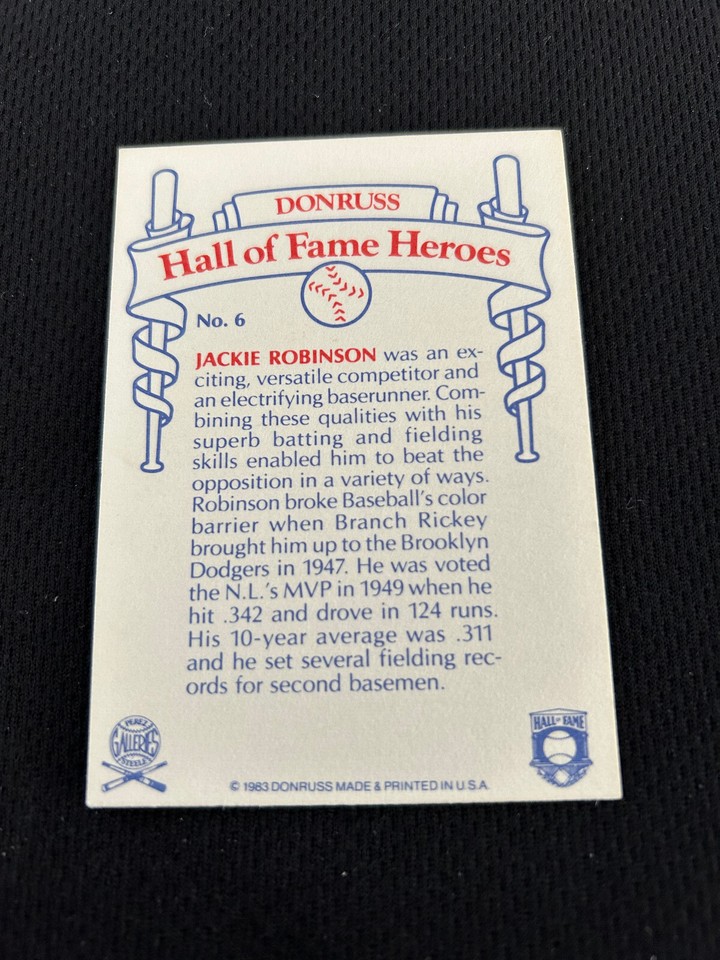 DONRUSS
Hall of Fame Heroes
No. 6
JACKIE ROBINSON was an ex-
citing, versatile competitor and
an electrifying baserunner. Com-
bining these qualities with his
superb batting and fielding
skills enabled him to beat the
opposition in a variety of ways.
Robinson broke Baseball's color
barrier when Branch Rickey
brought him up to the Brooklyn
Dodgers in 1947. He was voted
the N.L.'s MVP in 1949 when he
hit .342 and drove in 124 runs.
His 10-year average was .311
and he set several fielding rec-
ords for second basemen.
PEREZ
GALLERIES
STEELE
HALL OF FAME
© 1983 DONRUSS MADE & PRINTED IN U.S.A.